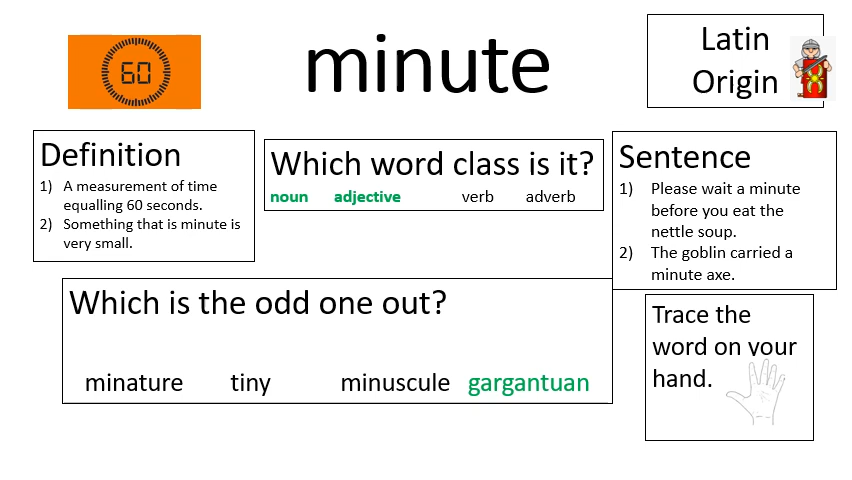 60
minute
Latin
Origin
Definition
1) A measurement of time
equalling 60 seconds.
2) Something that is minute is
very small.
Which word class is it?
noun adjective verb adverb
Sentence
1) Please wait a minute
before you eat the
nettle soup.
2) The goblin carried a
minute axe.
Which is the odd one out?
minature tiny minuscule gargantuan
Trace the
word on your
hand.